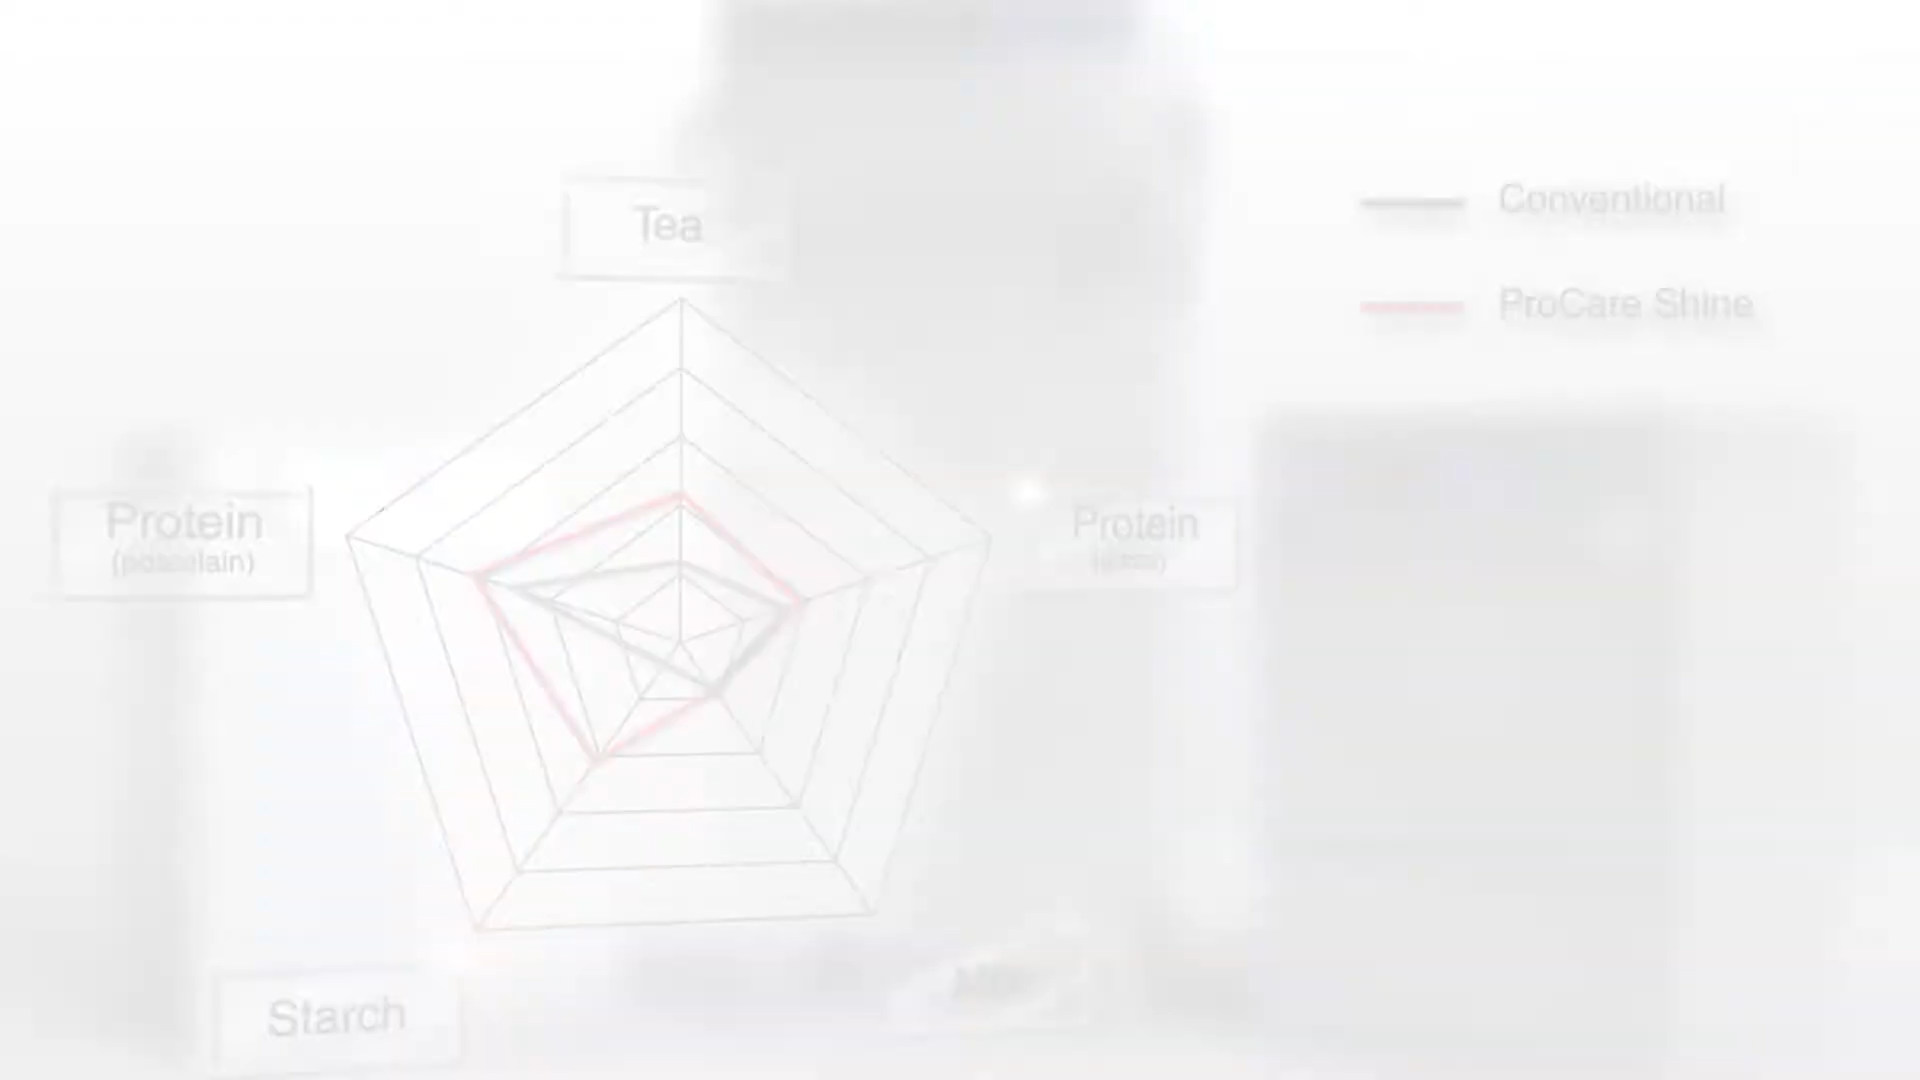 Tea
Conventional
ProCare Shine
Protein
(porcelain)
Protein
Starch